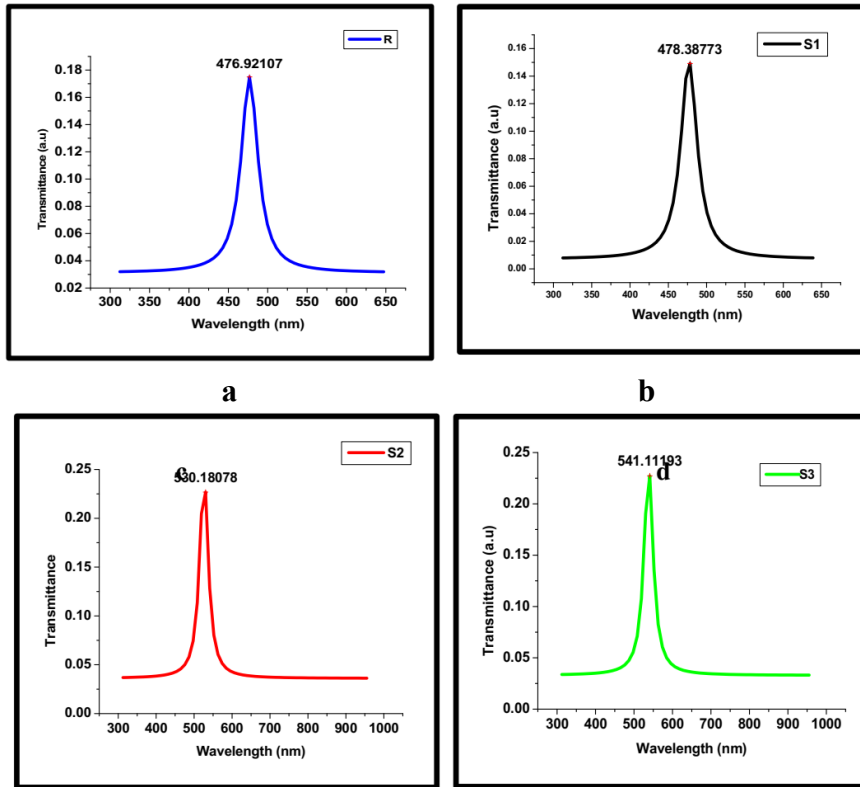 R
476.92107
0.18
0.16
0.14
0.12
0.10
0.08
0.06
0.04
0.02
Transmittance (a.u)
300 350 400 450 500 550 600 650
Wavelength (nm)
S1
478.38773
0.16
0.14
0.12
0.10
0.08
0.06
0.04
0.02
0.00
Transmittance (a.u)
300 350 400 450 500 550 600 650
Wavelength (nm)
a
b
S2
c
530.18078
0.25
0.20
0.15
0.10
0.05
0.00
Transmittance
300 400 500 600 700 800 900 1000
Wavelength (nm)
S3
541.11193
d
0.25
0.20
0.15
0.10
0.05
0.00
Transmittance (a.u)
300 400 500 600 700 800 900 1000
Wavelength (nm)